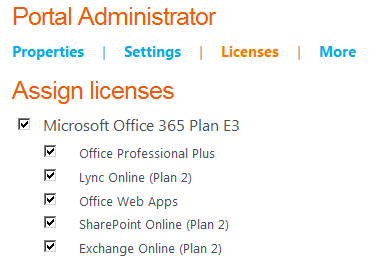 Portal Administrator
Properties | Settings | Licenses | More
Assign licenses
Microsoft Office 365 Plan E3
Office Professional Plus
Lync Online (Plan 2)
Office Web Apps
SharePoint Online (Plan 2)
Exchange Online (Plan 2)